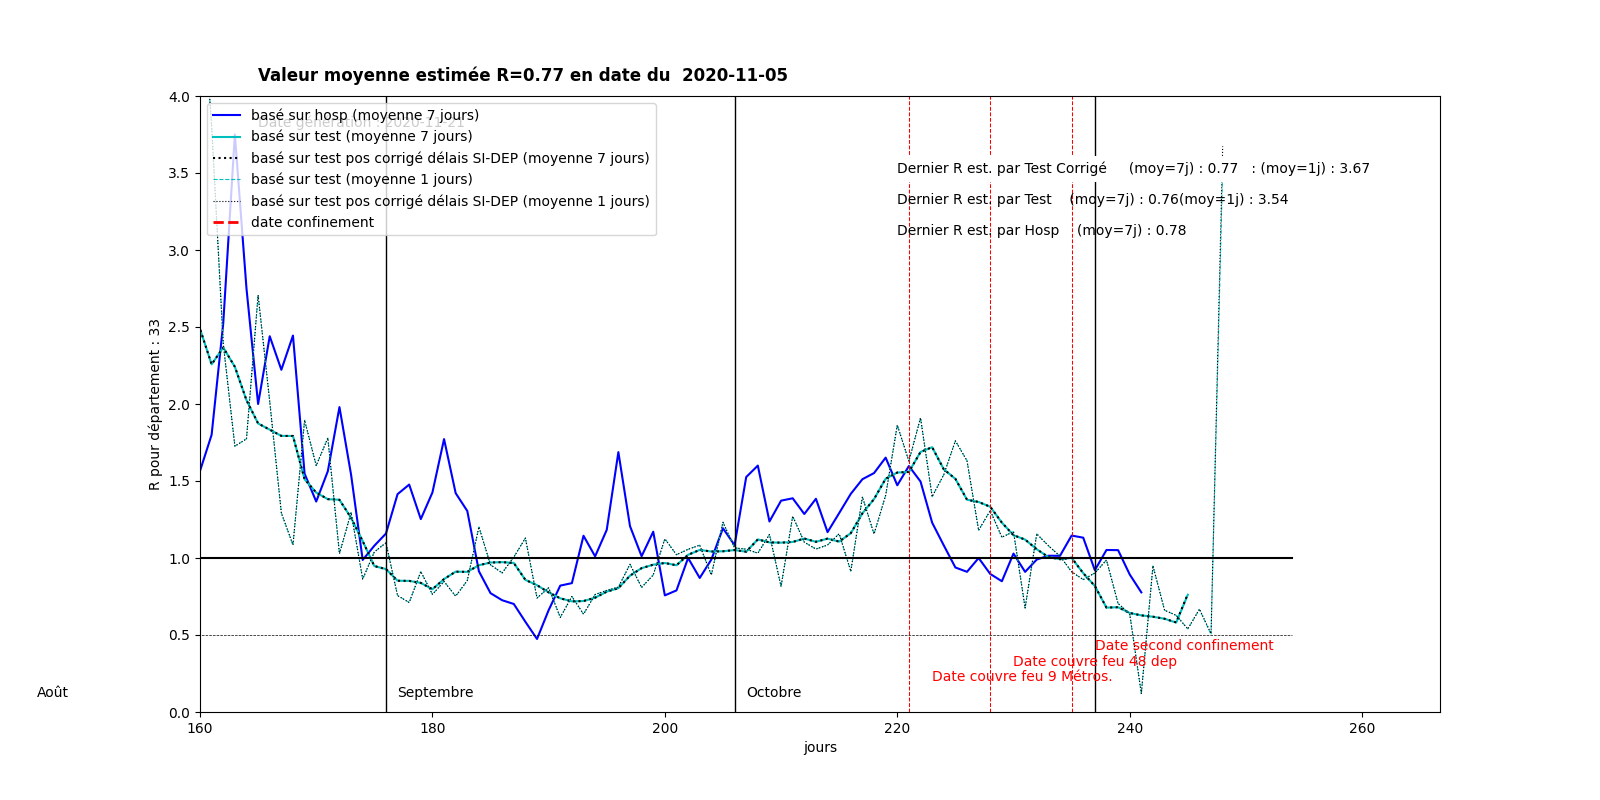 Valeur moyenne estimée R=0.77 en date du  2020-11-05
Date génération : 2020-11-21
basé sur hosp (moyenne 7 jours)
basé sur test (moyenne 7 jours)
basé sur test pos corrigé délais SI-DEP (moyenne 7 jours)
basé sur test (moyenne 1 jours)
basé sur test pos corrigé délais SI-DEP (moyenne 1 jours)
date confinement
Dernier R est. par Test Corrigé     (moy=7j) : 0.77   : (moy=1j) : 3.67
Dernier R est. par Test    (moy=7j) : 0.76(moy=1j) : 3.54
Dernier R est. par Hosp    (moy=7j) : 0.78
4.0
3.5
3.0
2.5
2.0
1.5
1.0
0.5
0.0
R pour département : 33
Date second confinement
Date couvre feu 48 dep
Date couvre feu 9 Métros.
Août
Septembre
Octobre
160
180
200
220
240
260
jours